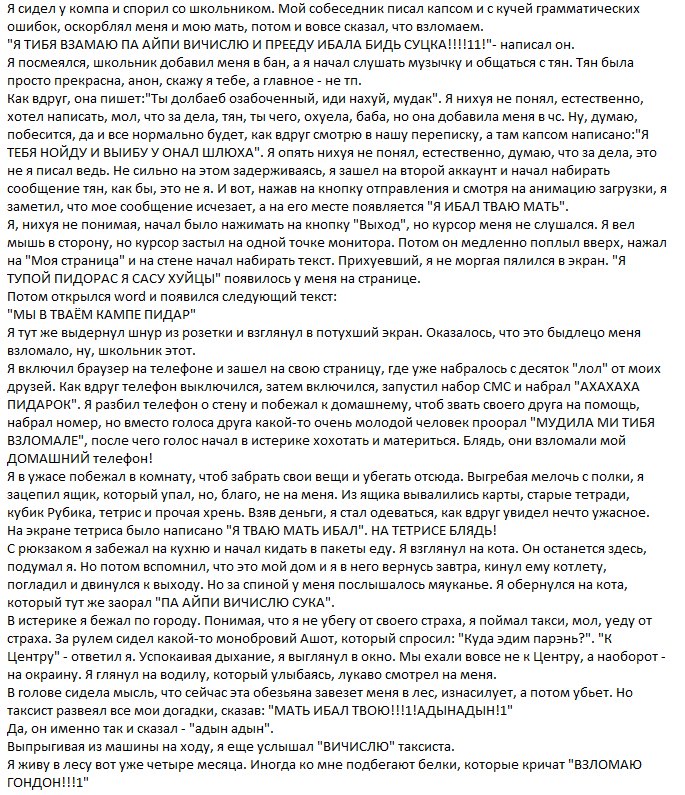 Я сидел у компа и спорил со школьником. Мой собеседник писал капсом и с кучей грамматических
ошибок, оскорблял меня и мою мать, потом и вовсе сказал, что взломаем.
"Я ТИБЯ ВЗАМАЮ ПА АЙПИ ВИЧИСЛЮ И ПРЕЕДУ ИБАЛА БИДЬ СУЦКА!!!!11!"- написал он.
Я посмеялся, школьник добавил меня в бан, а я начал слушать музычку и общаться с тян. Тян была
просто прекрасна, анон, скажу я тебе, а главное - не тп.
Как вдруг, она пишет:"Ты долбаеб озабоченный, иди нахуй, мудак". Я нихуя не понял, естественно,
хотел написать, мол, что за дела, тян, ты чего, охуела, баба, но она добавила меня в чс. Ну, думаю,
побесится, да и все нормально будет, как вдруг смотрю в нашу переписку, а там капсом написано:"Я
ТЕБЯ НОЙДУ И ВЫИБУ У ОНАЛ ШЛЮХА". Я опять нихуя не понял, естественно, думаю, что за дела, это
не я писал ведь. Не сильно на этом задерживаясь, я зашел на второй аккаунт и начал набирать
сообщение тян, как бы, это не я. И вот, нажав на кнопку отправления и смотря на анимацию загрузки, я
заметил, что мое сообщение исчезает, а на его месте появляется "Я ИБАЛ ТВАЮ МАТЬ".
Я, нихуя не понимая, начал было нажимать на кнопку "Выход", но курсор меня не слушался. Я вел
мышь в сторону, но курсор застыл на одной точке монитора. Потом он медленно поплыл вверх, нажал
на "Моя страница" и на стене начал набирать текст. Прихуевший, я не моргая пялился в экран. "Я
ТУПОЙ ПИДОРАС Я САСУ ХУЙЦЫ" появилось у меня на странице.
Потом открылся word и появился следующий текст:
"МЫ В ТВАЁМ КАМПЕ ПИДАР"
Я тут же выдернул шнур из розетки и взглянул в потухший экран. Оказалось, что это быдлецо меня
взломало, ну, школьник этот.
Я включил браузер на телефоне и зашел на свою страницу, где уже набралось с десяток "лол" от моих
друзей. Как вдруг телефон выключился, затем включился, запустил набор СМС и набрал "АХАХАХА
ПИДАРОК". Я разбил телефон о стену и побежал к домашнему, чтоб звать своего друга на помощь,
набрал номер, но вместо голоса друга какой-то очень молодой человек проорал "МУДИЛА МИ ТИБЯ
ВЗЛОМАЛЕ", после чего голос начал в истерике хохотать и материться. Блядь, они взломали мой
ДОМАШНИЙ телефон!
Я в ужасе побежал в комнату, чтоб забрать свои вещи и убегать отсюда. Выгребая мелочь с полки, я
зацепил ящик, который упал, но, благо, не на меня. Из ящика вывалились карты, старые тетради,
кубик Рубика, тетрис и прочая хрень. Взяв деньги, я стал одеваться, как вдруг увидел нечто ужасное.
На экране тетриса было написано "Я ТВАЮ МАТЬ ИБАЛ". НА ТЕТРИСЕ БЛЯДЬ!
С рюкзаком я забежал на кухню и начал кидать в пакеты еду. Я взглянул на кота. Он останется здесь,
подумал я. Но потом вспомнил, что это мой дом и я в него вернусь завтра, кинул ему котлету,
погладил и двинулся к выходу. Но за спиной у меня послышалось мяуканье. Я обернулся на кота,
который тут же заорал "ПА АЙПИ ВИЧИСЛЮ СУКА".
В истерике я бежал по городу. Понимая, что я не убегу от своего страха, я поймал такси, мол, уеду от
страха. За рулем сидел какой-то монобровий Ашот, который спросил: "Куда эдим парэнь?". "К
Центру" - ответил я. Успокаивая дыхание, я выглянул в окно. Мы ехали вовсе не к Центру, а наоборот -
на окраину. Я глянул на водилу, который улыбаясь, лукаво смотрел на меня.
В голове сидела мысль, что сейчас эта обезьяна завезет меня в лес, изнасилует, а потом убьет. Но
таксист развеял все мои догадки, сказав: "МАТЬ ИБАЛ ТВОЮ!!!1!АДЫНАДЫН!1"
Да, он именно так и сказал - "адын адын".
Выпрыгивая из машины на ходу, я еще услышал "ВИЧИСЛЮ" таксиста.
Я живу в лесу вот уже четыре месяца. Иногда ко мне подбегают белки, которые кричат "ВЗЛОМАЮ
ГОНДОН!!!1"